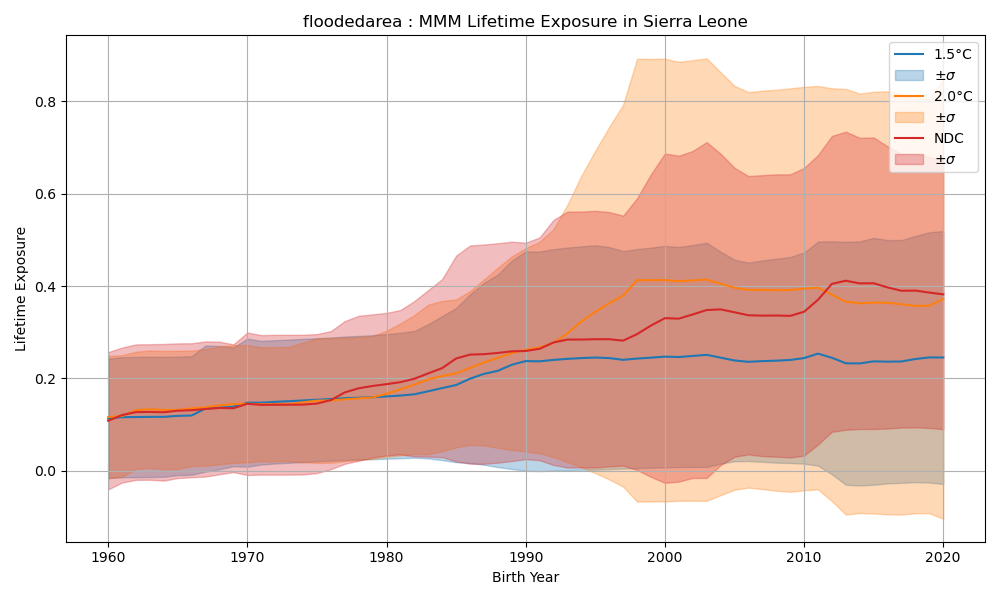 floodedarea : MMM Lifetime Exposure in Sierra Leone
1.5°C
±σ
2.0°C
±σ
NDC
±σ
Lifetime Exposure
0.8
0.6
0.4
0.2
0.0
1960 1970 1980 1990 2000 2010 2020
Birth Year